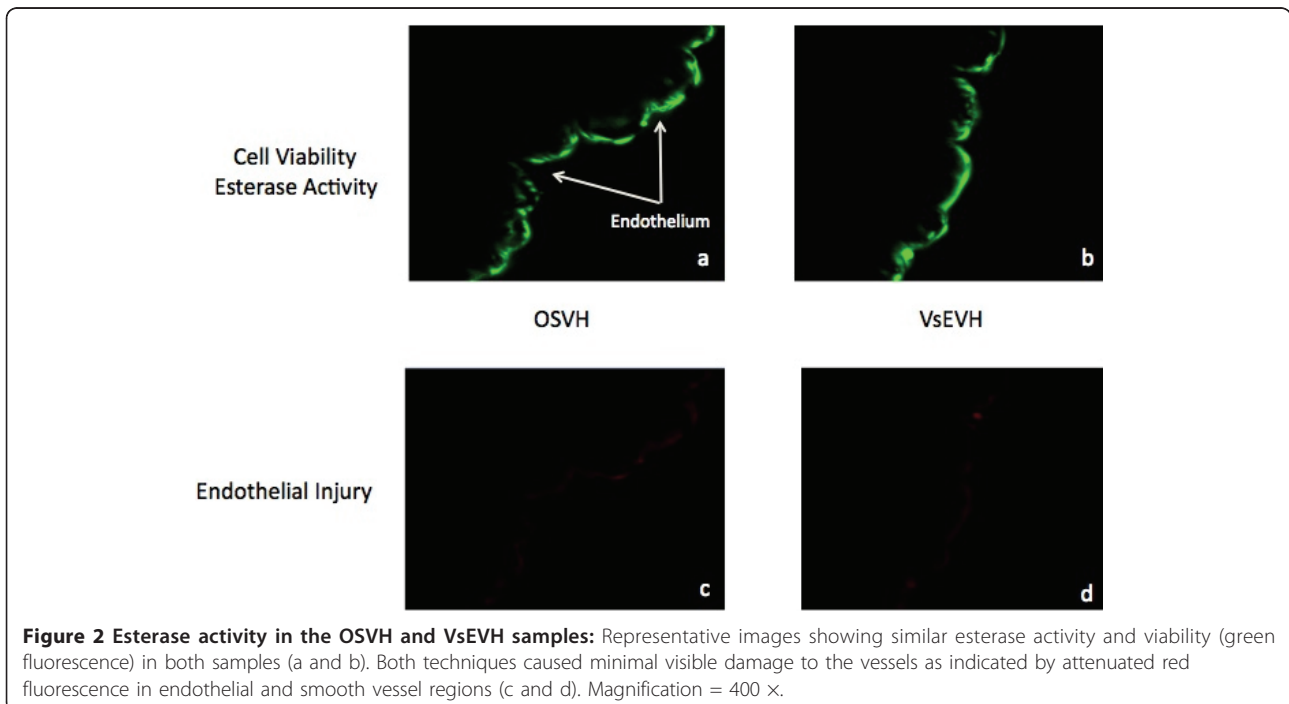 Cell Viability
Esterase Activity
Endothelium
a
b
OSVH
VsEVH
Endothelial Injury
c
d
Figure 2 Esterase activity in the OSVH and VsEVH samples: Representative images showing similar esterase activity and viability (green
fluorescence) in both samples (a and b). Both techniques caused minimal visible damage to the vessels as indicated by attenuated red
fluorescence in endothelial and smooth vessel regions (c and d). Magnification = 400 ×.